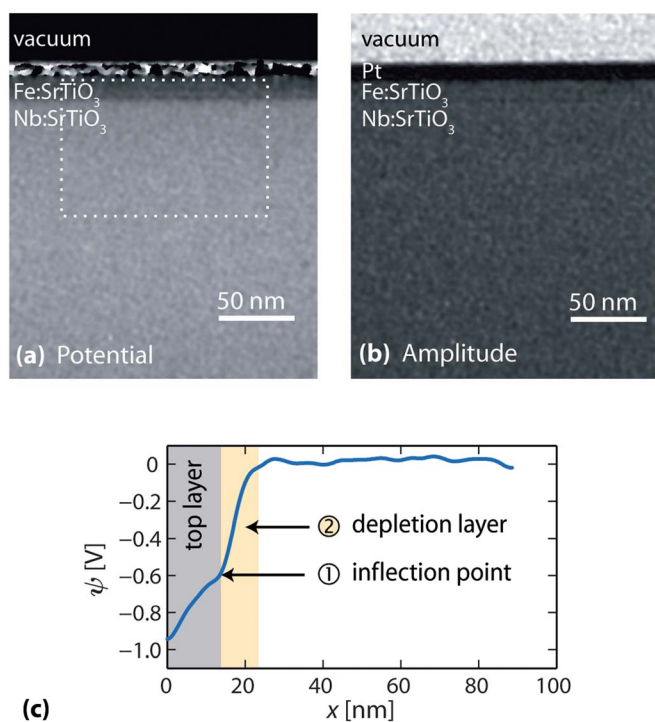 vacuum
Fe:SrTiO₃
Nb:SrTiO₃
50 nm
(a) Potential
vacuum
Pt
Fe:SrTiO₃
Nb:SrTiO₃
50 nm
(b) Amplitude
0
−0.2
−0.4
−0.6
−0.8
−1.0
ψ [V]
top layer
② depletion layer
① inflection point
0 20 40 60 80 100
x [nm]
(c)